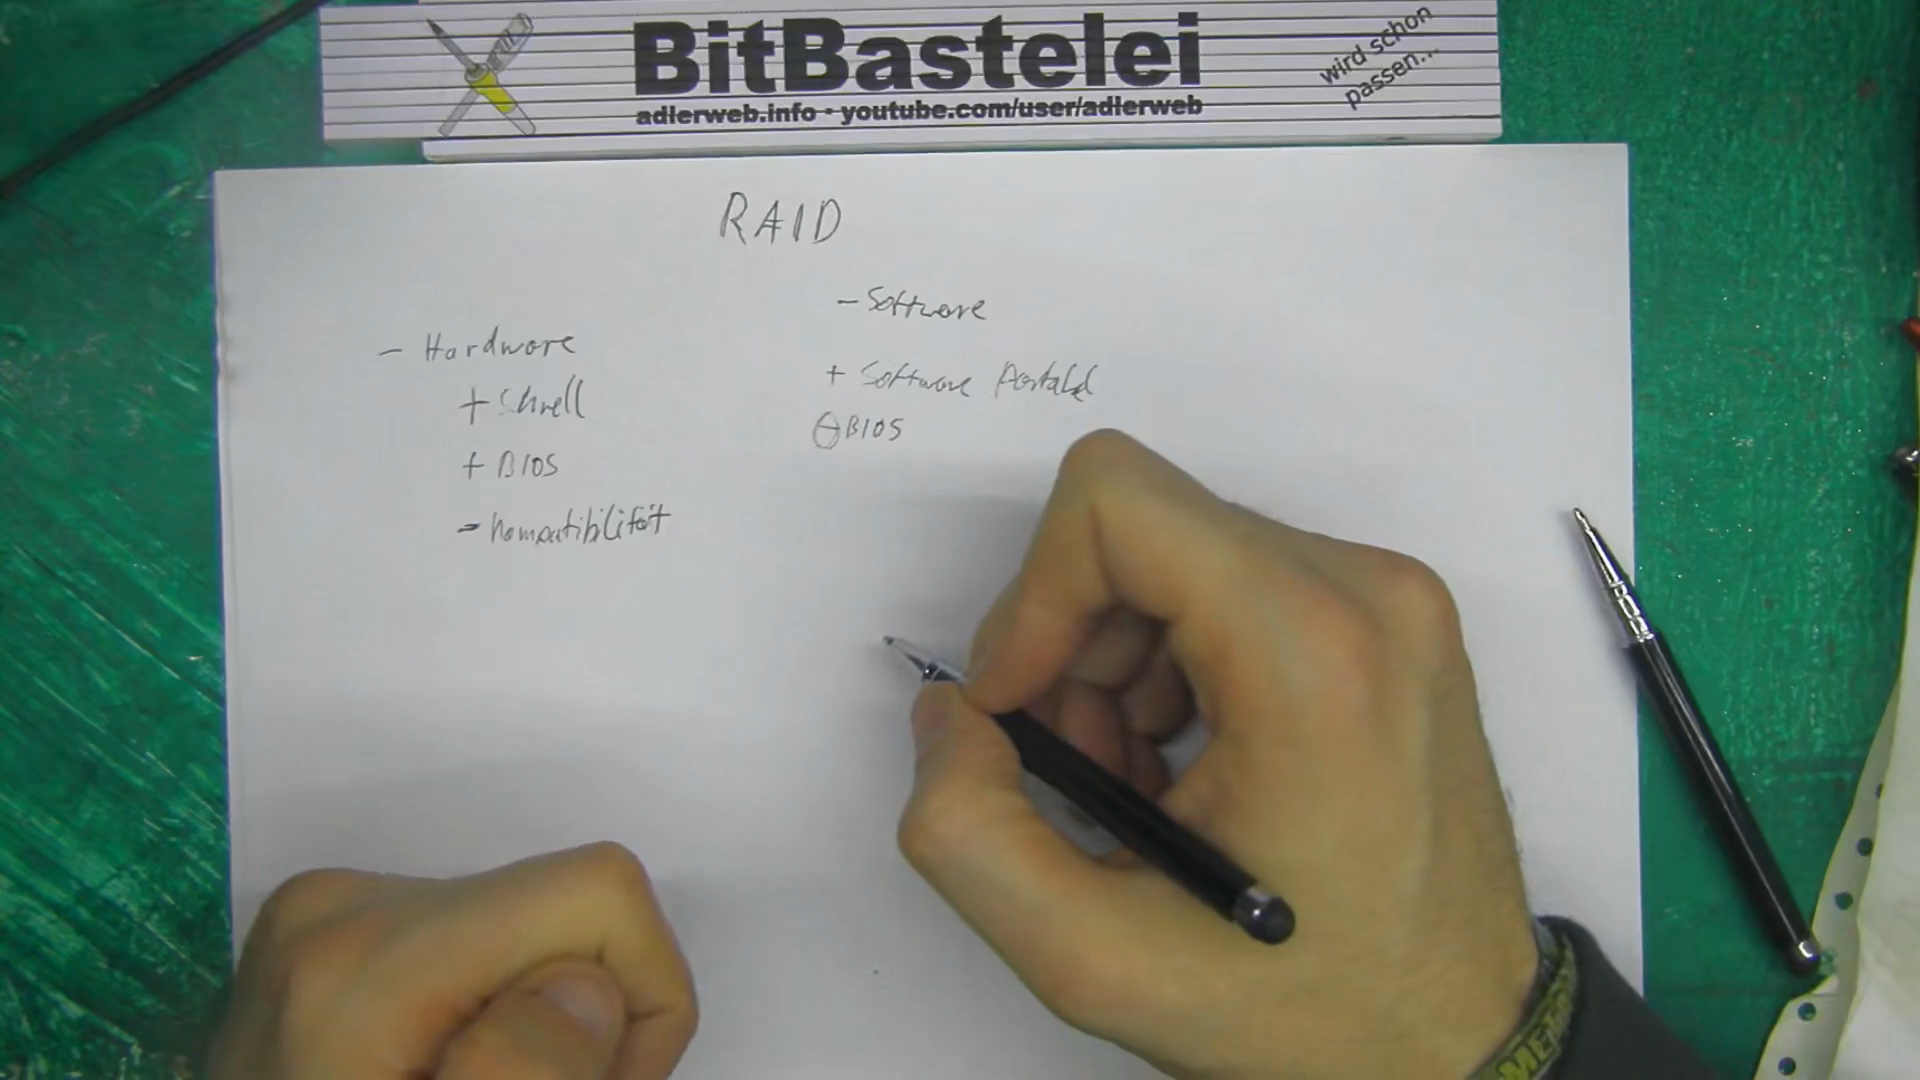 BitBastelei
adlerweb.info - youtube.com/user/adlerweb
wird schon
passen...
RAID
- Hardware
+ Schnell
+ BIOS
- Kompatibilität
- Software
+ Software
BIOS